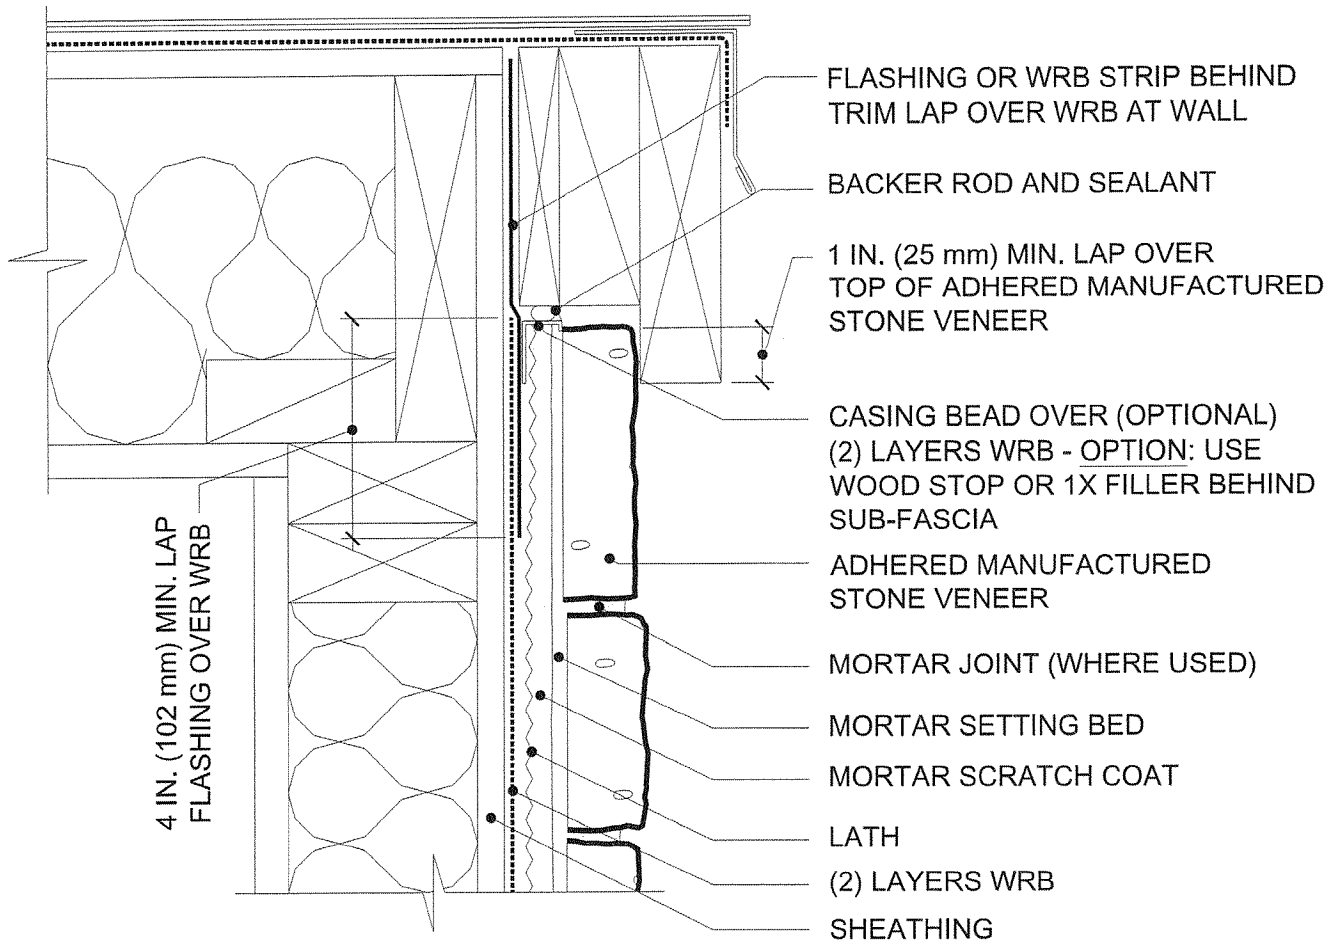 FLASHING OR WRB STRIP BEHIND
TRIM LAP OVER WRB AT WALL
BACKER ROD AND SEALANT
1 IN. (25 mm) MIN. LAP OVER
TOP OF ADHERED MANUFACTURED
STONE VENEER
CASING BEAD OVER (OPTIONAL)
(2) LAYERS WRB - OPTION: USE
WOOD STOP OR 1X FILLER BEHIND
SUB-FASCIA
ADHERED MANUFACTURED
STONE VENEER
MORTAR JOINT (WHERE USED)
MORTAR SETTING BED
MORTAR SCRATCH COAT
LATH
(2) LAYERS WRB
SHEATHING
4 IN. (102 mm) MIN. LAP
FLASHING OVER WRB